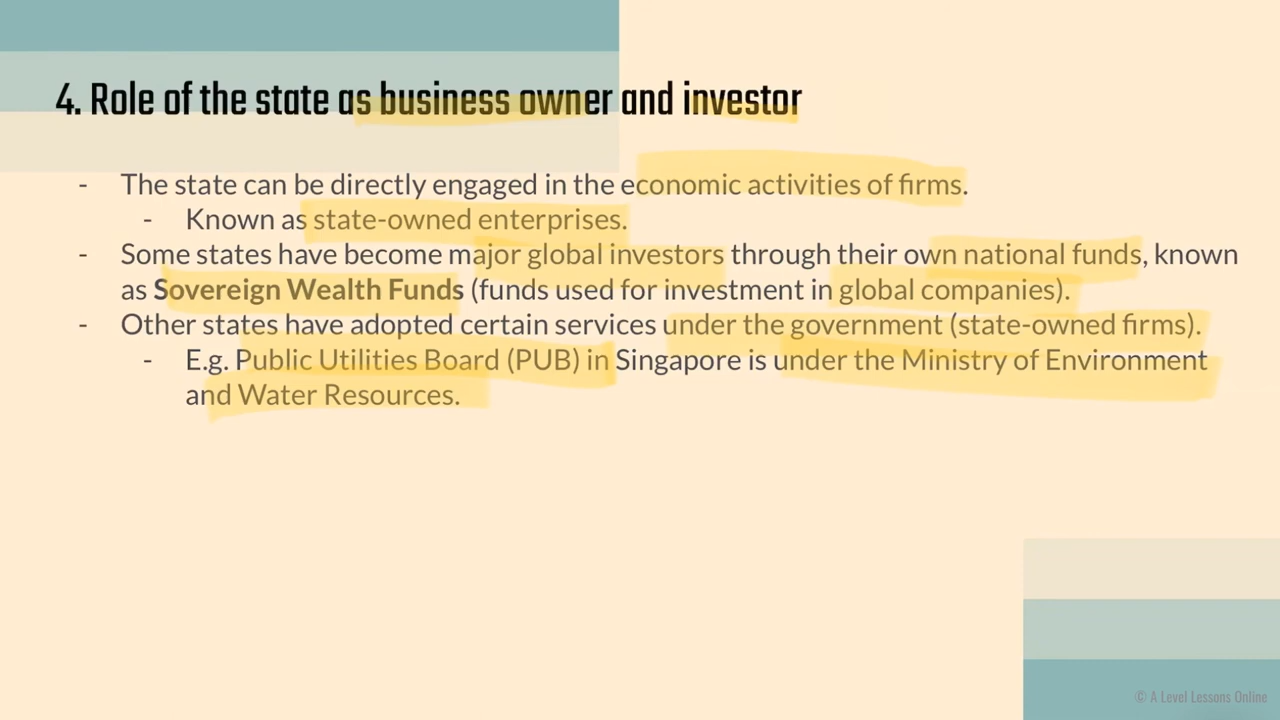 4. Role of the state as business owner and investor
- The state can be directly engaged in the economic activities of firms.
- Known as state-owned enterprises.
- Some states have become major global investors through their own national funds, known
as Sovereign Wealth Funds (funds used for investment in global companies).
- Other states have adopted certain services under the government (state-owned firms).
- E.g. Public Utilities Board (PUB) in Singapore is under the Ministry of Environment
and Water Resources.
© A Level Lessons Online